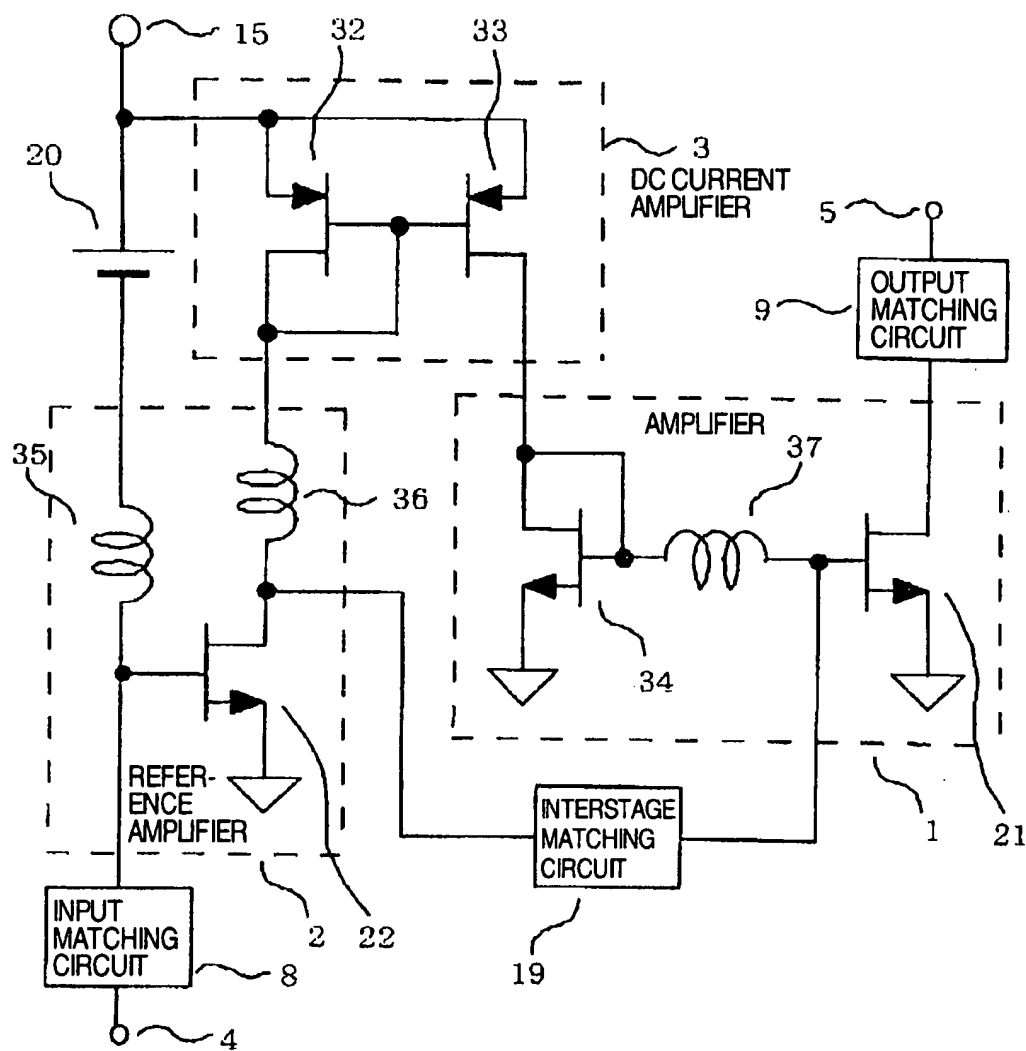 15
32
33
20
3
DC CURRENT
AMPLIFIER
5
OUTPUT
MATCHING
CIRCUIT
9
AMPLIFIER
35
36
37
34
REFER-
ENCE
AMPLIFIER
INTERSTAGE
MATCHING
CIRCUIT
1
21
INPUT
MATCHING
CIRCUIT
2
22
19
8
4